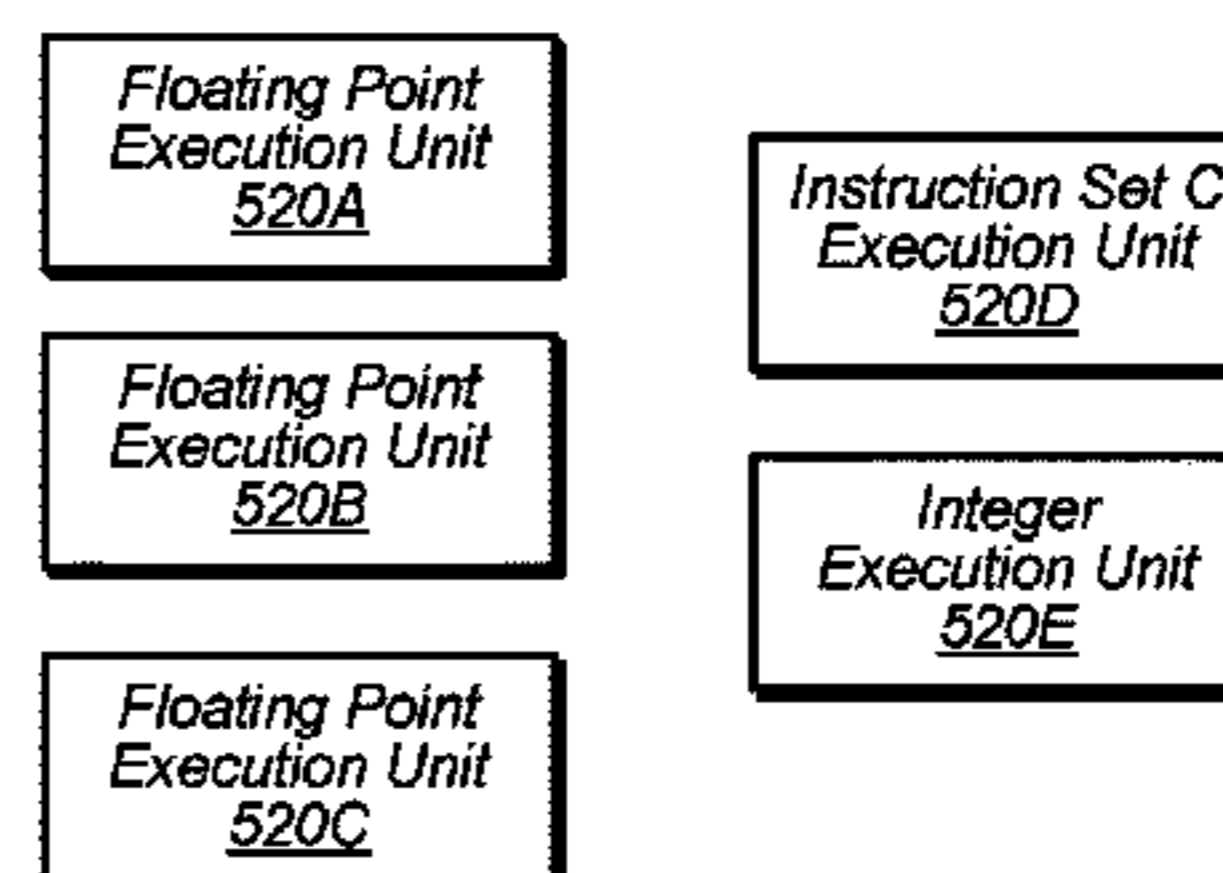 Floating Point
Execution Unit
520A
Floating Point
Execution Unit
520B
Floating Point
Execution Unit
520C
Instruction Set C
Execution Unit
520D
Integer
Execution Unit
520E